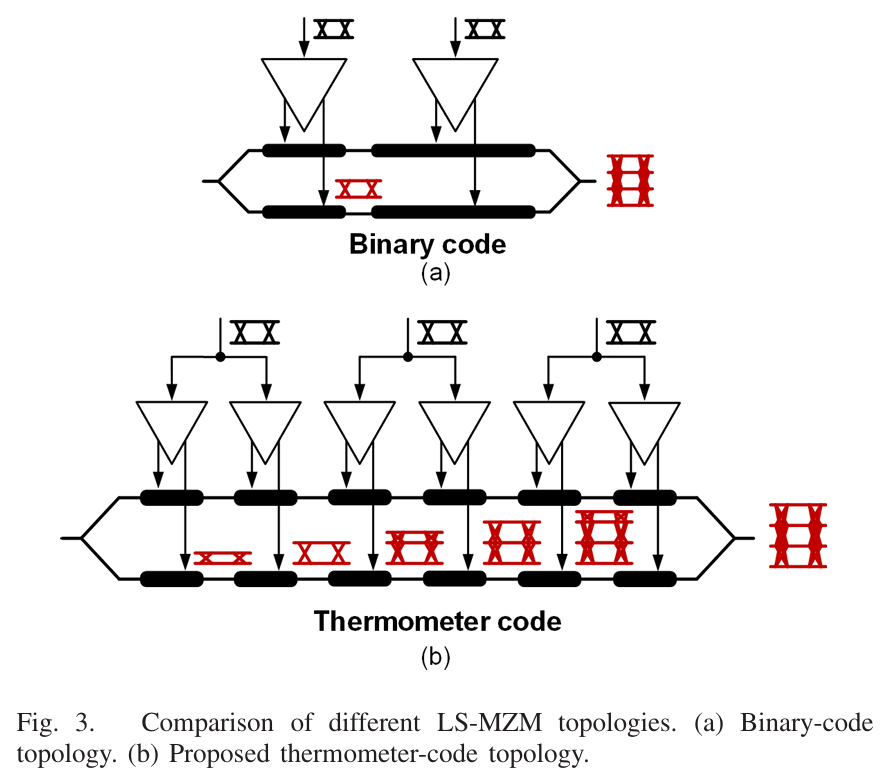 Binary code
(a)
Thermometer code
(b)
Fig. 3. Comparison of different LS-MZM topologies. (a) Binary-code
topology. (b) Proposed thermometer-code topology.